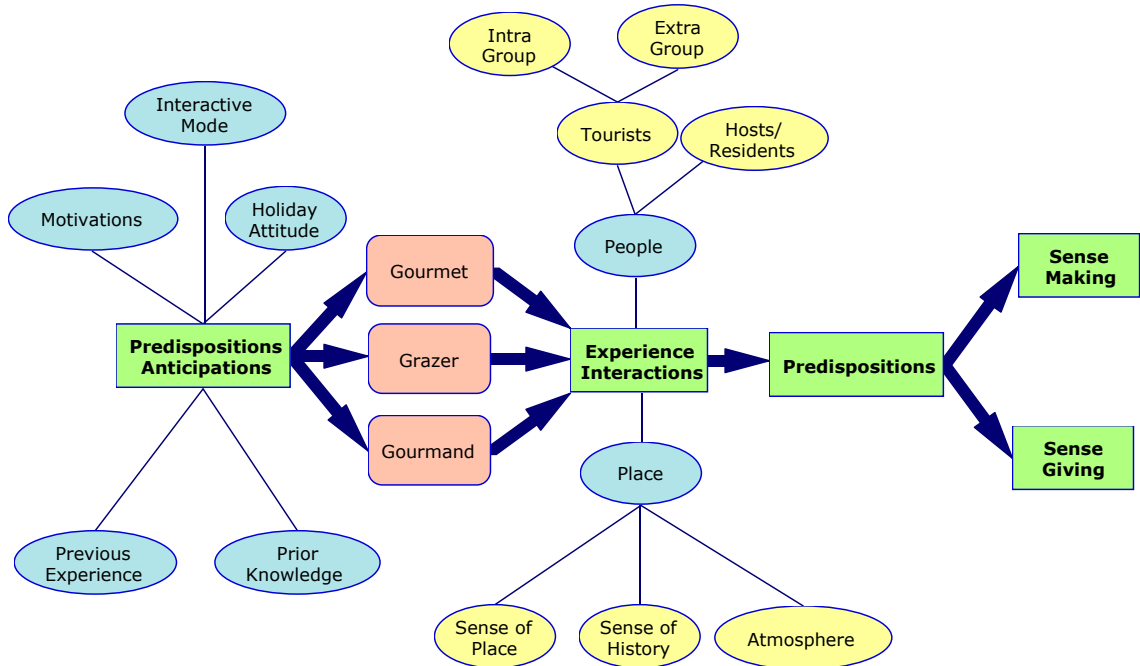 Intra
Group
Extra
Group
Interactive
Mode
Tourists
Hosts/
Residents
Motivations
Holiday
Attitude
People
Gourmet
Sense
Making
Predispositions
Anticipations
Grazer
Experience
Interactions
Predispositions
Gourmand
Sense
Giving
Place
Previous
Experience
Prior
Knowledge
Sense of
Place
Sense of
History
Atmosphere